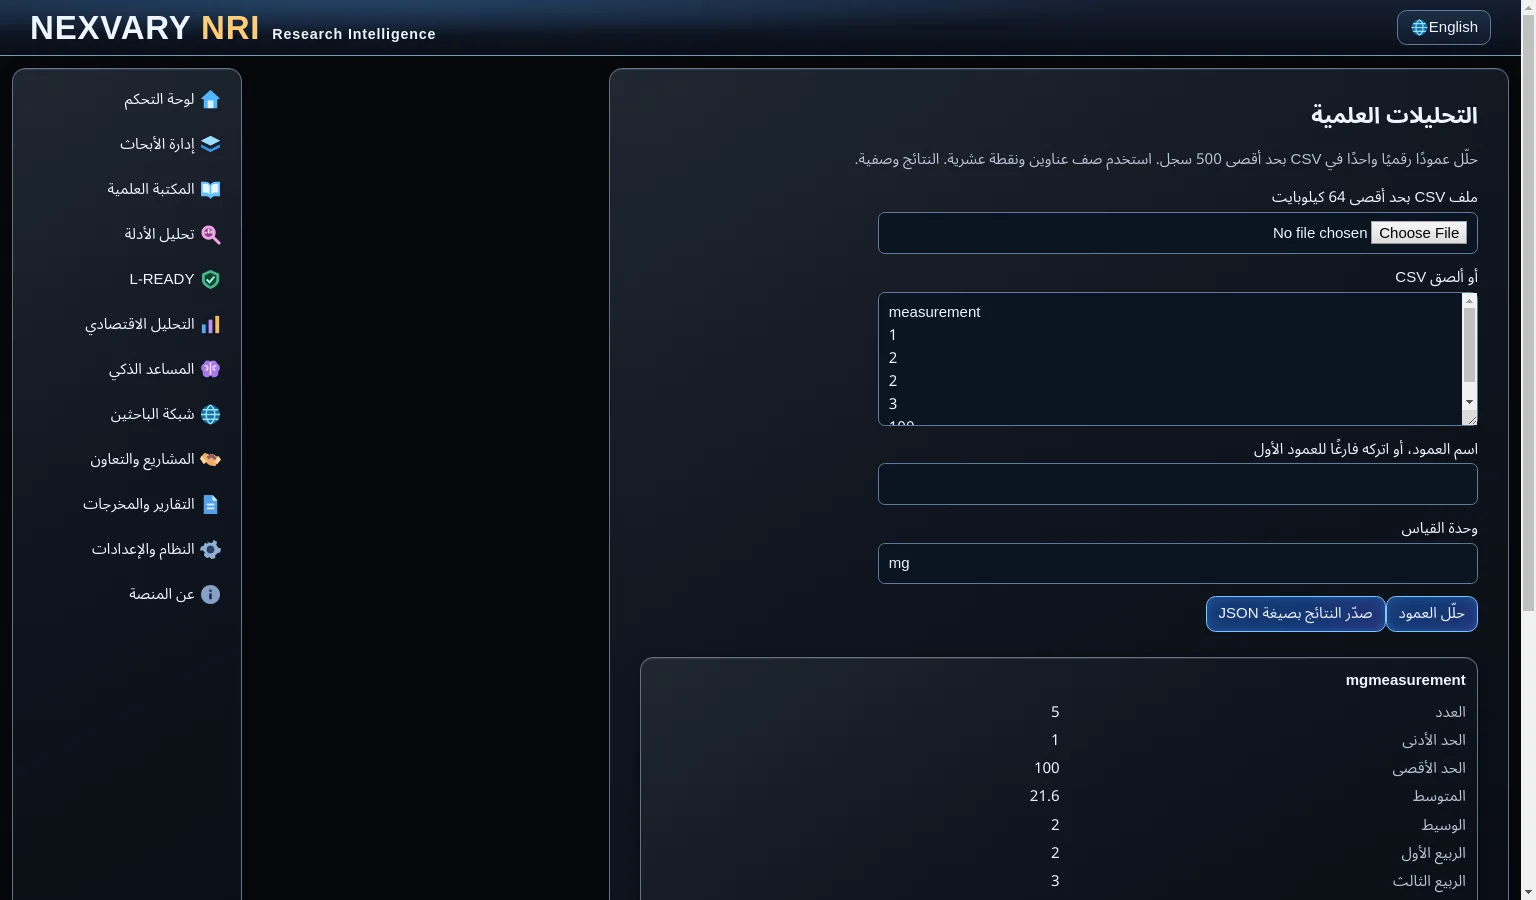 NEXVARY NRI Research Intelligence
English
لوحة التحكم
إدارة الأبحاث
المكتبة العلمية
تحليل الأدلة
L-READY
التحليل الاقتصادي
المساعد الذكي
شبكة الباحثين
المشاريع والتعاون
التقارير والمخرجات
النظام والإعدادات
عن المنصة
التحليلات العلمية
حلّل عمودًا رقميًا واحدًا في CSV بحد أقصى 500 سجل. استخدم صف عناوين ونقطة عشرية. النتائج وصفية.
ملف CSV بحد أقصى 64 كيلوبايت
Choose File No file chosen
أو ألصق CSV
measurement
1
2
2
3
100
اسم العمود، أو اتركه فارغًا للعمود الأول
وحدة القياس
mg
حلّل العمود
صدّر النتائج بصيغة JSON
mgmeasurement
العدد 5
الحد الأدنى 1
الحد الأقصى 100
المتوسط 21.6
الوسيط 2
الربيع الأول 2
الربيع الثالث 3